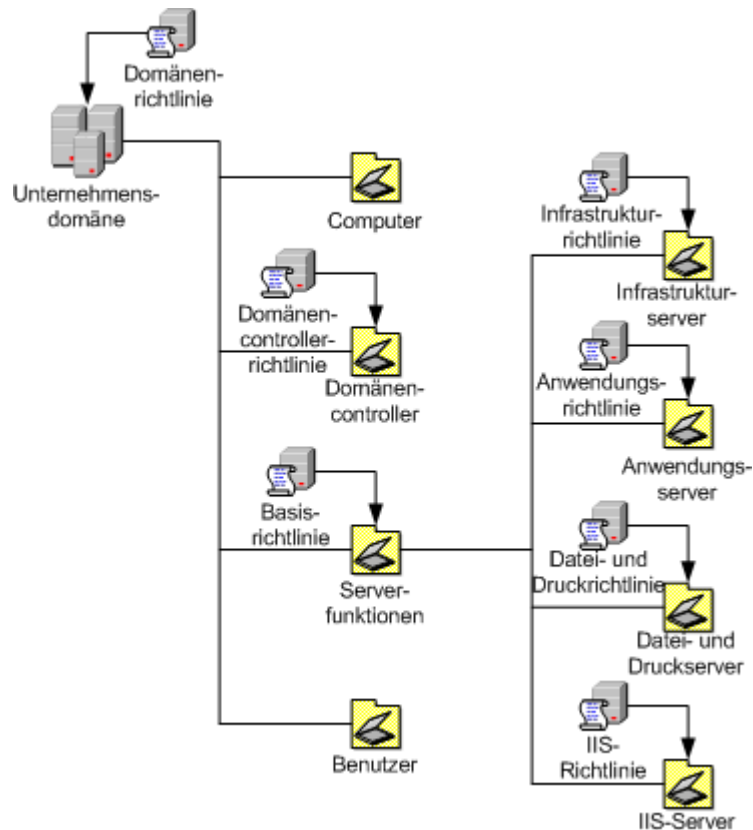 Domänen-
richtlinie
Unternehmens-
domäne
Computer
Domänen-
controller-
richtlinie
Domänen-
controller
Basis-
richtlinie
Server-
funktionen
Benutzer
Infrastruktur-
richtlinie
Infrastruktur-
server
Anwendungs-
richtlinie
Anwendungs-
server
Datei- und
Druckrichtlinie
Datei- und
Druckserver
IIS-
Richtlinie
IIS-Server